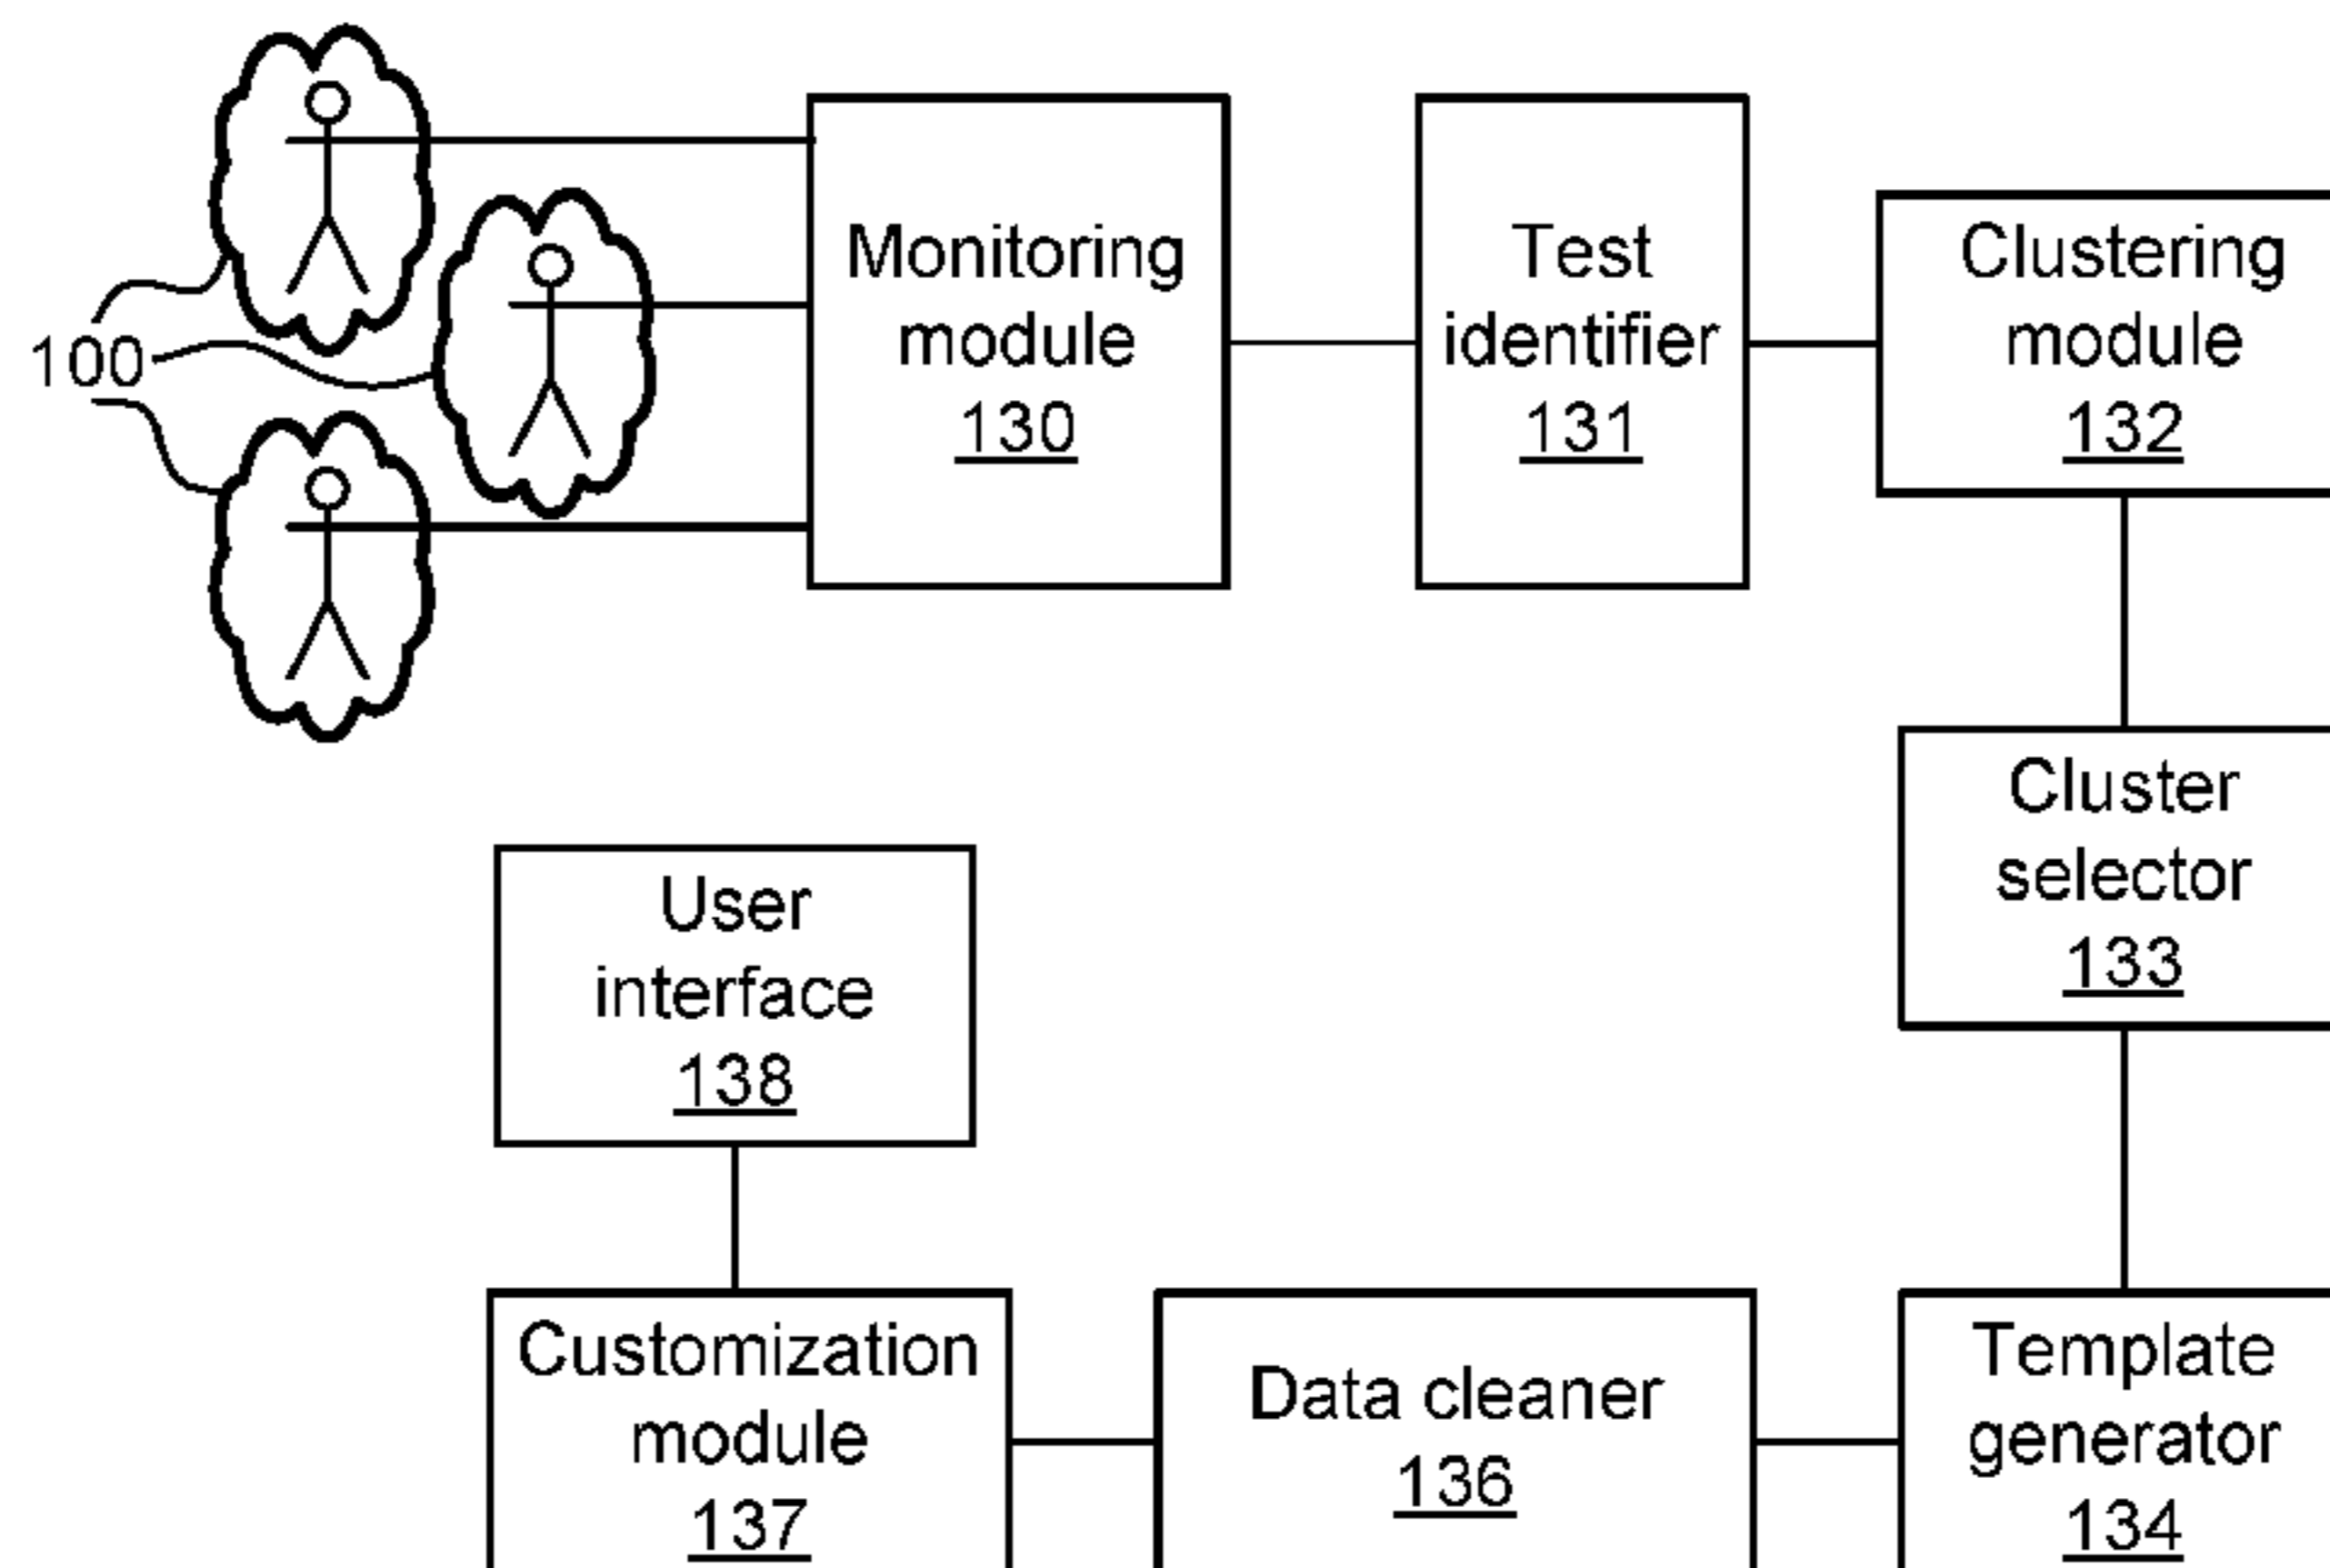 100
Monitoring
module
130
Test
identifier
131
Clustering
module
132
Cluster
selector
133
User
interface
138
Customization
module
137
Data cleaner
136
Template
generator
134